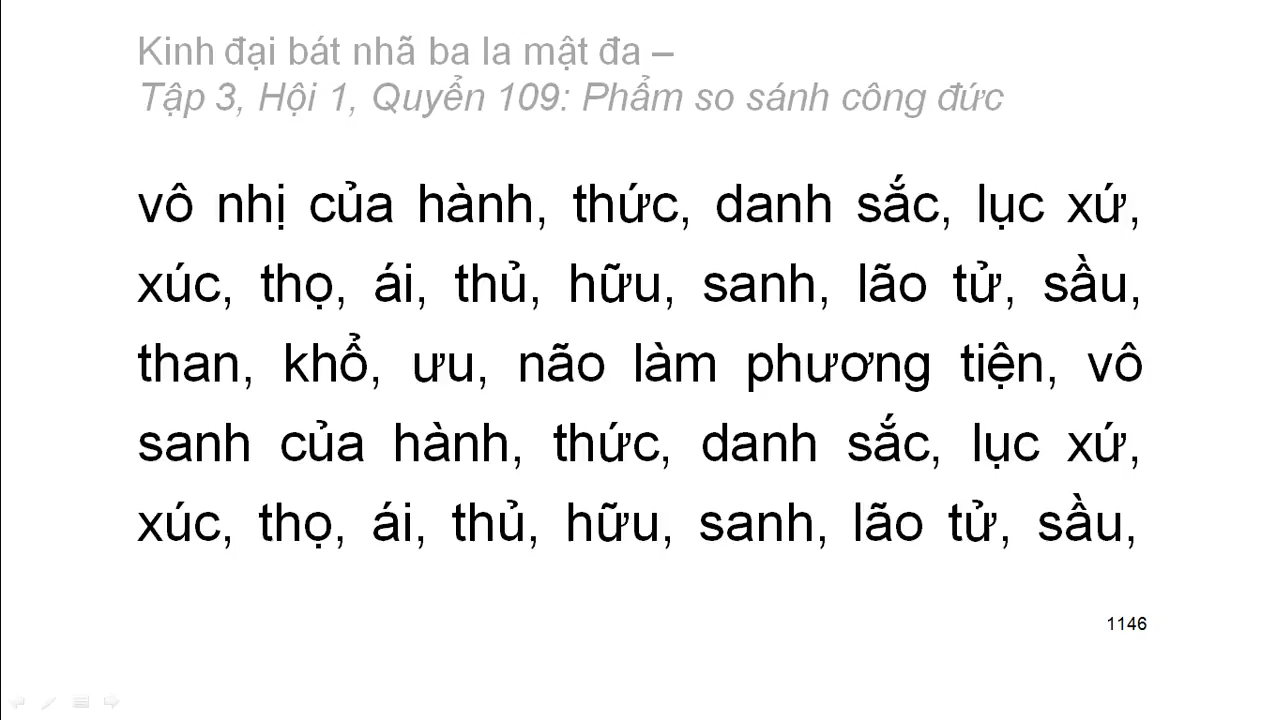 Kinh đại bát nhã ba la mật đa –
Tập 3, Hội 1, Quyển 109: Phẩm so sánh công đức
vô nhị của hành, thức, danh sắc, lục xứ,
xúc, thọ, ái, thủ, hữu, sanh, lão tử, sầu,
than, khổ, ưu, não làm phương tiện, vô
sanh của hành, thức, danh sắc, lục xứ,
xúc, thọ, ái, thủ, hữu, sanh, lão tử, sầu,
1146